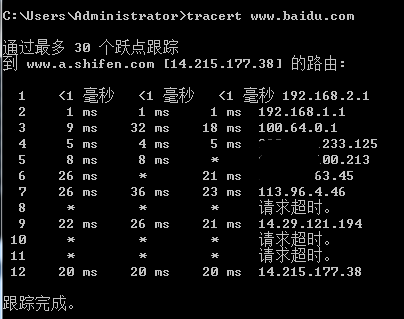 C:\Users\Administrator>tracert www.baidu.com
通过最多 30 个跃点跟踪
到 www.a.shifen.com [14.215.177.38] 的路由:
1 <1 毫秒 <1 毫秒 <1 毫秒 192.168.2.1
2 1 ms 1 ms 1 ms 192.168.1.1
3 9 ms 32 ms 18 ms 100.64.0.1
4 5 ms 4 ms 5 ms .233.125
5 8 ms 8 ms * 00.213
6 26 ms * 21 ms 63.45
7 26 ms 36 ms 23 ms 113.96.4.46
8 * * * 请求超时。
9 22 ms 26 ms 21 ms 14.29.121.194
10 * * * 请求超时。
11 * * * 请求超时。
12 20 ms 20 ms 20 ms 14.215.177.38
跟踪完成。